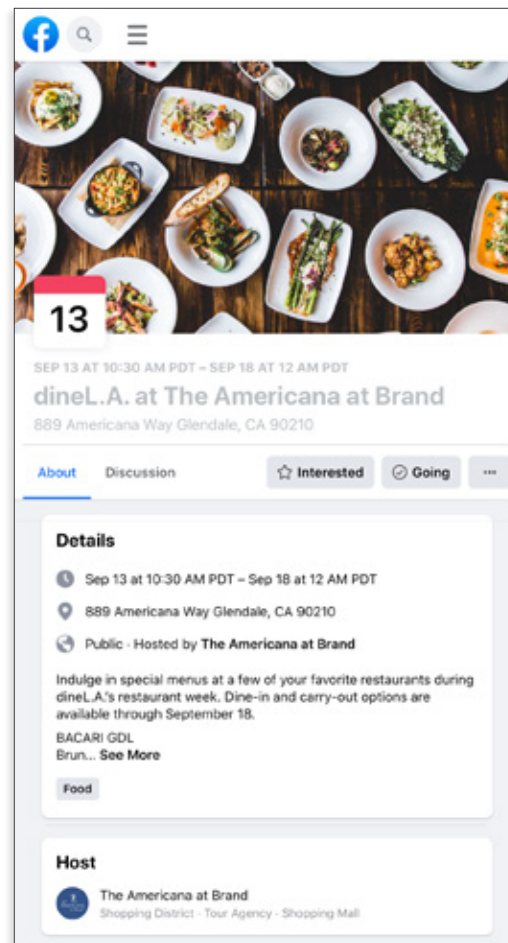 13
SEP 13 AT 10:30 AM PDT – SEP 18 AT 12 AM PDT
dineL.A. at The Americana at Brand
889 Americana Way Glendale, CA 90210
About Discussion Interested Going ...
Details
Sep 13 at 10:30 AM PDT – Sep 18 at 12 AM PDT
889 Americana Way Glendale, CA 90210
Public · Hosted by The Americana at Brand
Indulge in special menus at a few of your favorite restaurants during
dineL.A.'s restaurant week. Dine-in and carry-out options are
available through September 18.
BACARI GDL
Brun... See More
Food
Host
The Americana at Brand
Shopping District · Tour Agency · Shopping Mall